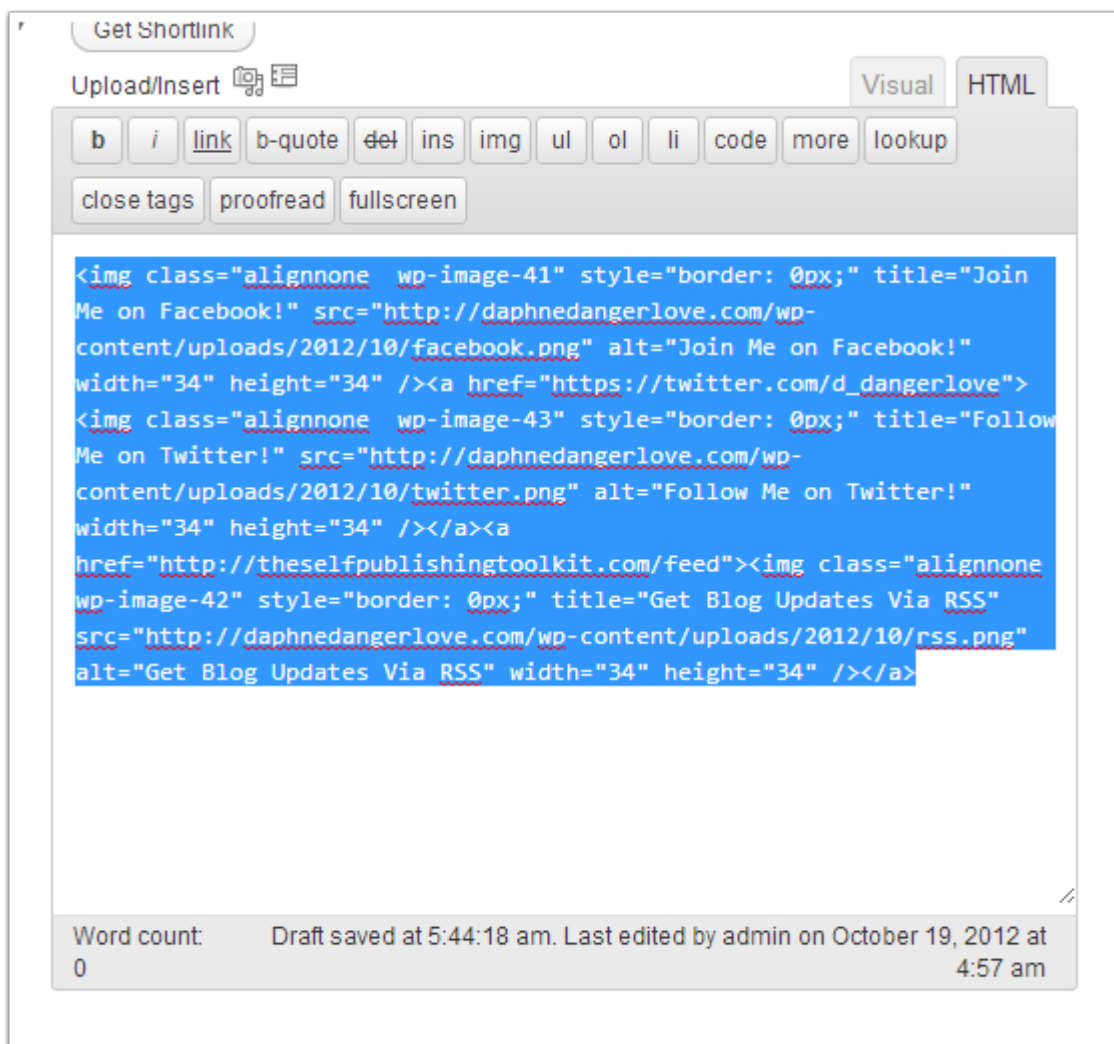 Get Shortlink
Upload/Insert
Visual HTML
b i link b-quote del ins img ul ol li code more lookup
close tags proofread fullscreen
<img class="alignnone  wp-image-41" style="border: 0px;" title="Join
Me on Facebook!" src="http://daphnedangerlove.com/wp-
content/uploads/2012/10/facebook.png" alt="Join Me on Facebook!"
width="34" height="34" /><a href="https://twitter.com/d_dangerlove">
<img class="alignnone  wp-image-43" style="border: 0px;" title="Follow
Me on Twitter!" src="http://daphnedangerlove.com/wp-
content/uploads/2012/10/twitter.png" alt="Follow Me on Twitter!"
width="34" height="34" /></a><a
href="http://theselfpublishingtoolkit.com/feed"><img class="alignnone
wp-image-42" style="border: 0px;" title="Get Blog Updates Via RSS"
src="http://daphnedangerlove.com/wp-content/uploads/2012/10/rss.png"
alt="Get Blog Updates Via RSS" width="34" height="34" /></a>
Word count: Draft saved at 5:44:18 am. Last edited by admin on October 19, 2012 at
0 4:57 am